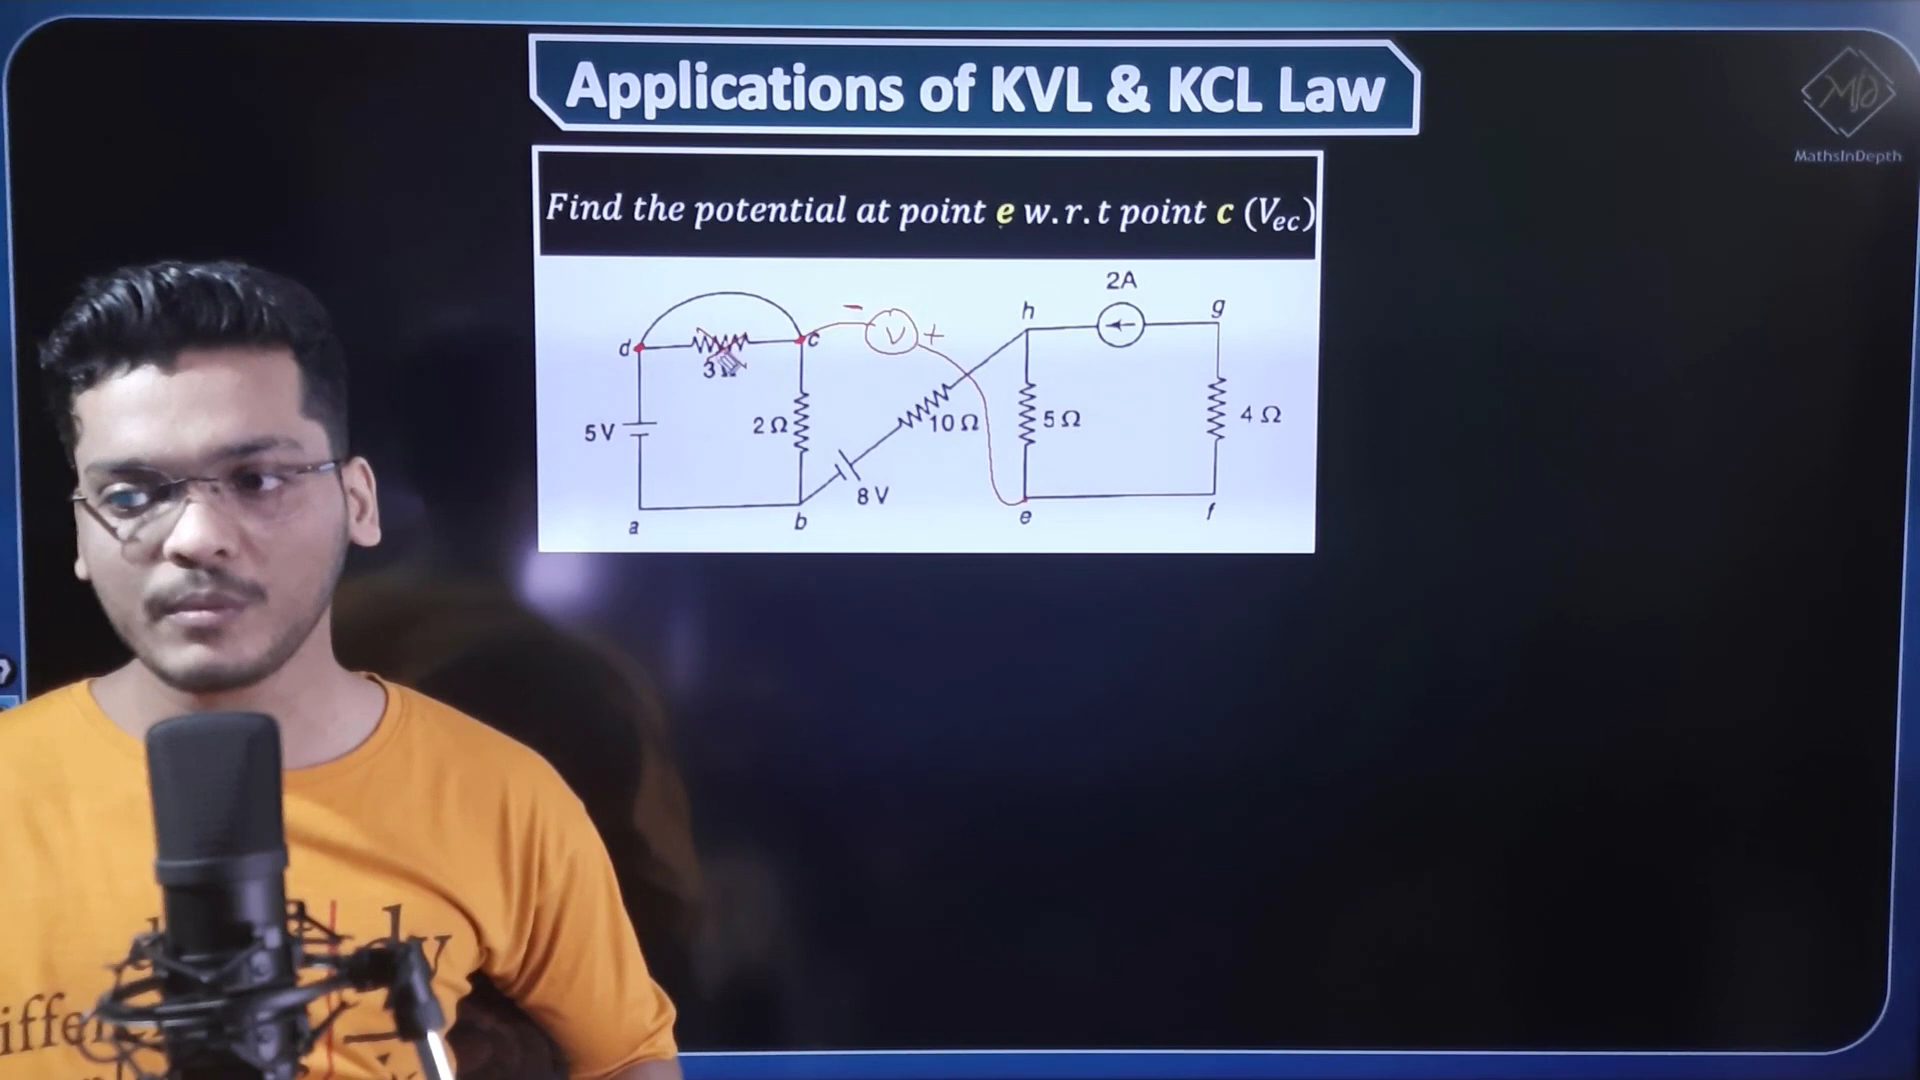 Applications of KVL & KCL Law
MathsInDepth
Find the potential at point e w.r.t point c (Vec)
2A
h
g
- V +
d
c
3Ω
5V
2Ω
10Ω
5Ω
4Ω
8V
a
b
e
f